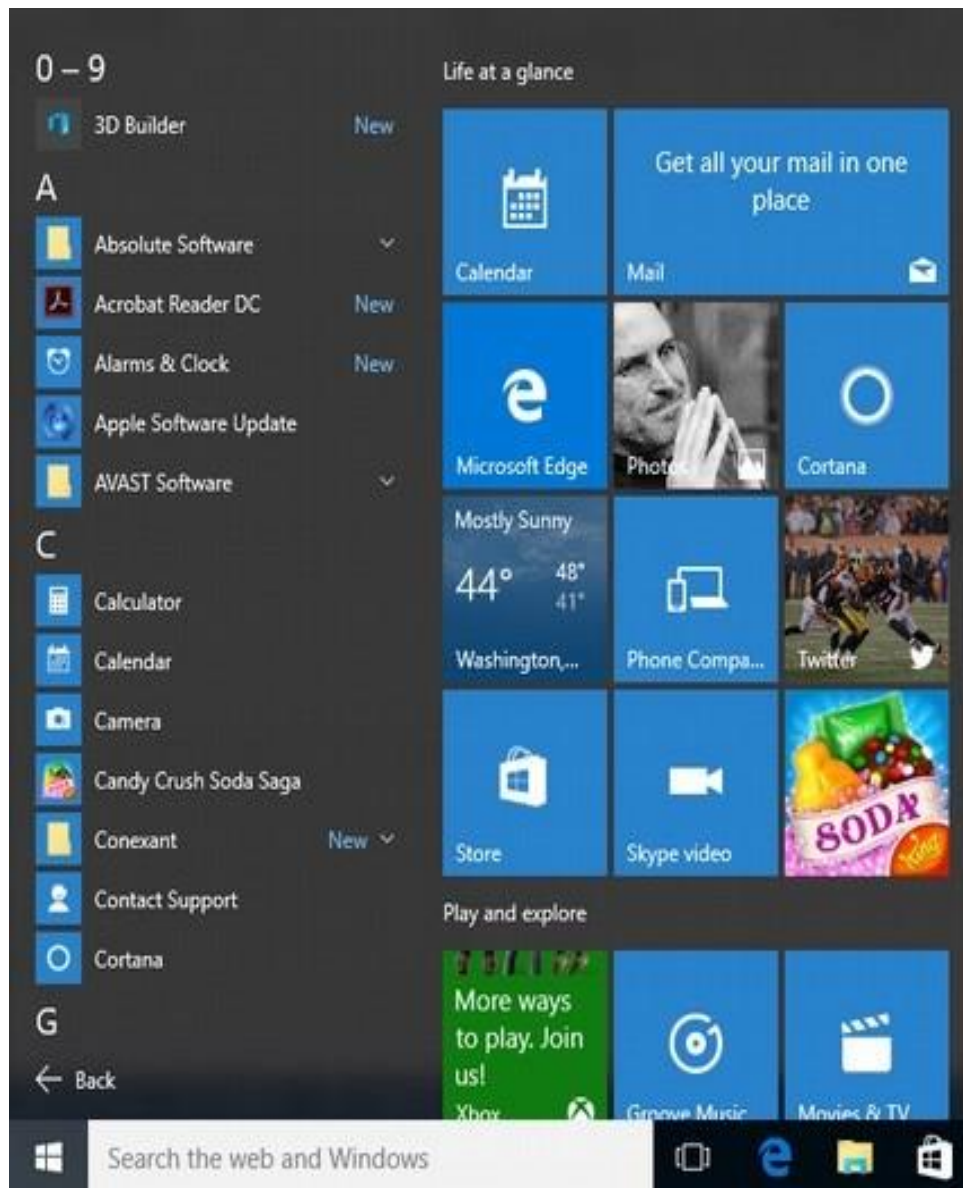 0 – 9
3D Builder New
A
Absolute Software
Acrobat Reader DC New
Alarms & Clock New
Apple Software Update
AVAST Software
C
Calculator
Calendar
Camera
Candy Crush Soda Saga
Conexant New
Contact Support
Cortana
G
Back
Life at a glance
Calendar
Get all your mail in one
place
Mail
Microsoft Edge
Photos
Cortana
Mostly Sunny
44° 48°
41°
Washington,...
Phone Compa...
Twitter
Store
Skype video
SODA
King
Play and explore
More ways
to play. Join
us!
Xbox
Groove Music
Movies & TV
Search the web and Windows